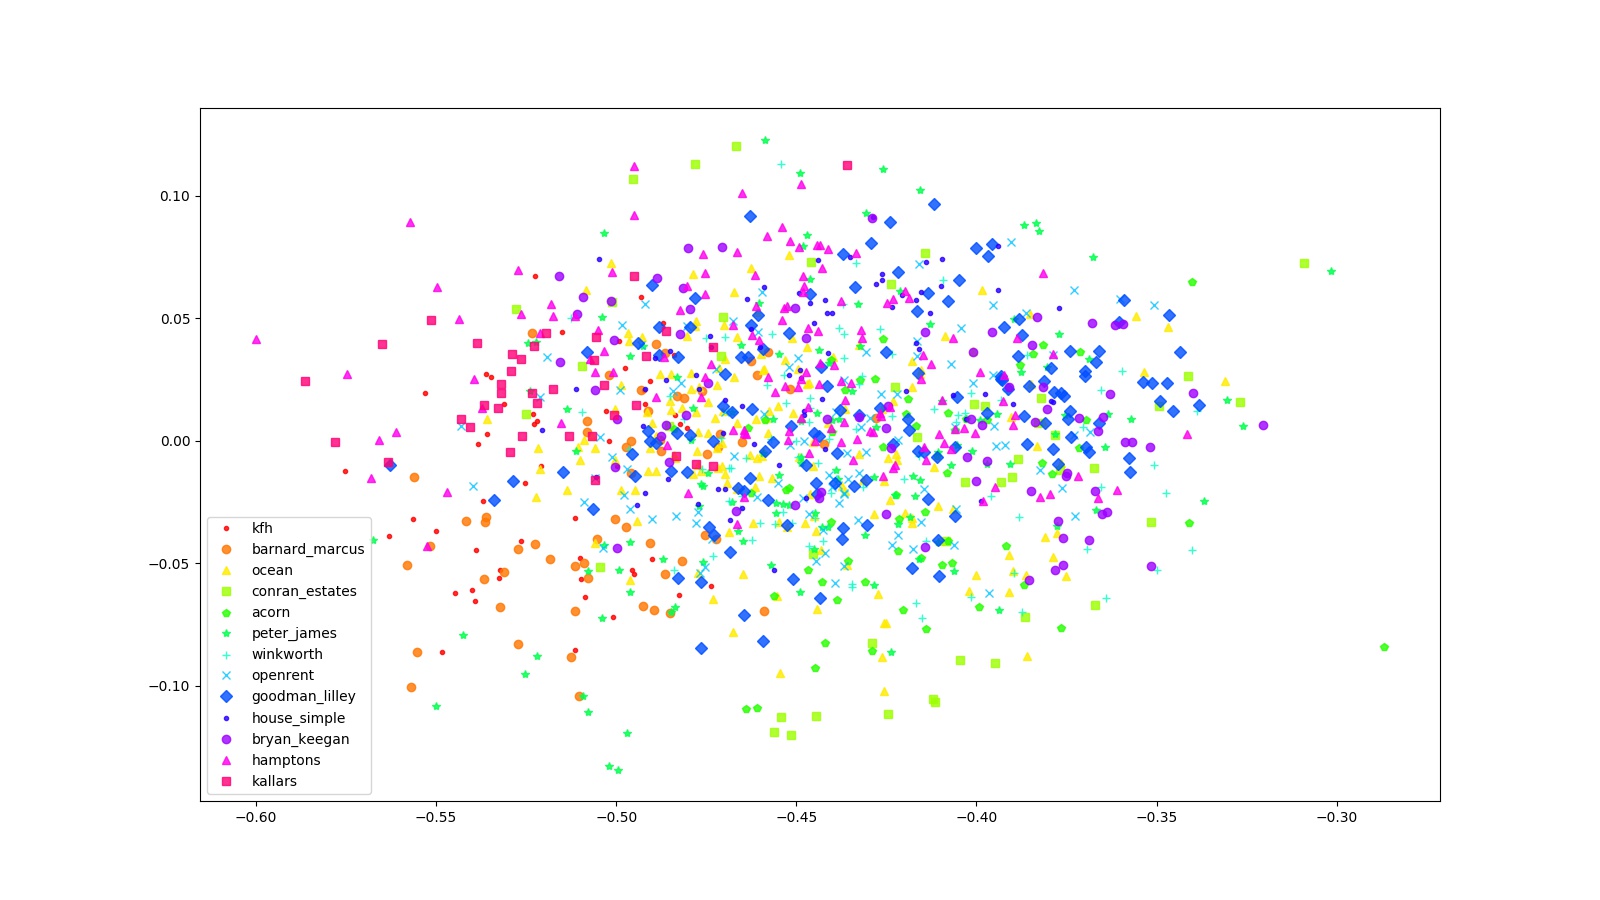 0.10
0.05
0.00
−0.05
−0.10
kfh
barnard_marcus
ocean
conran_estates
acorn
peter_james
winkworth
openrent
goodman_lilley
house_simple
bryan_keegan
hamptons
kallars
−0.60 −0.55 −0.50 −0.45 −0.40 −0.35 −0.30